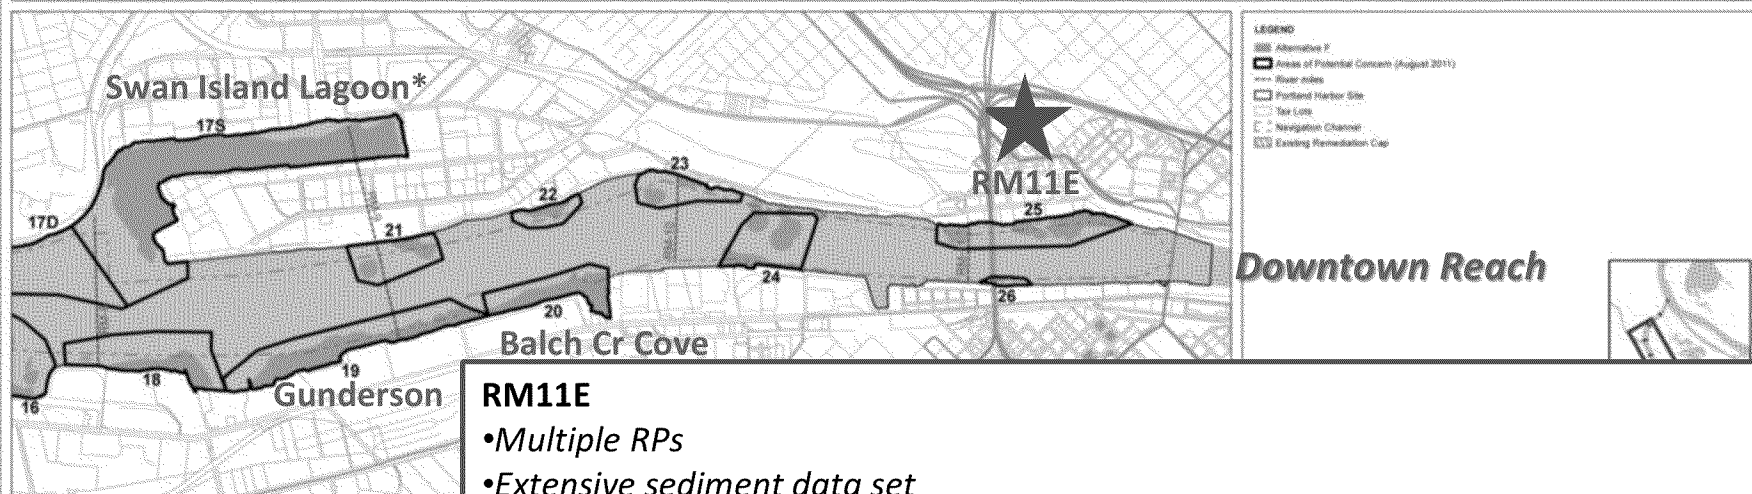 LEGEND
Alternative F
Areas of Potential Concern (August 2011)
River miles
Portland Harbor Site
Tax Lots
Navigation Channel
Existing Remediation Cap
Swan Island Lagoon*
17S
23
22
RM11E
17D
21
25
24
26
Downtown Reach
20
Balch Cr Cove
19
18
Gunderson
16
RM11E
•Multiple RPs
•Extensive sediment data set